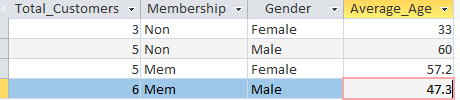 Total_Customers Membership Gender Average_Age
3 Non Female 33
5 Non Male 60
5 Mem Female 57.2
6 Mem Male 47.3